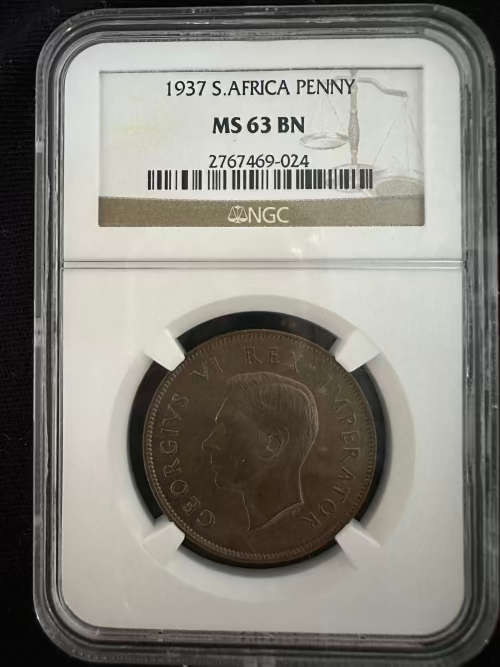 1937 S.AFRICA PENNY
MS 63 BN
2767469-024
NGC
GEORGIVS VI REX IMPERATOR